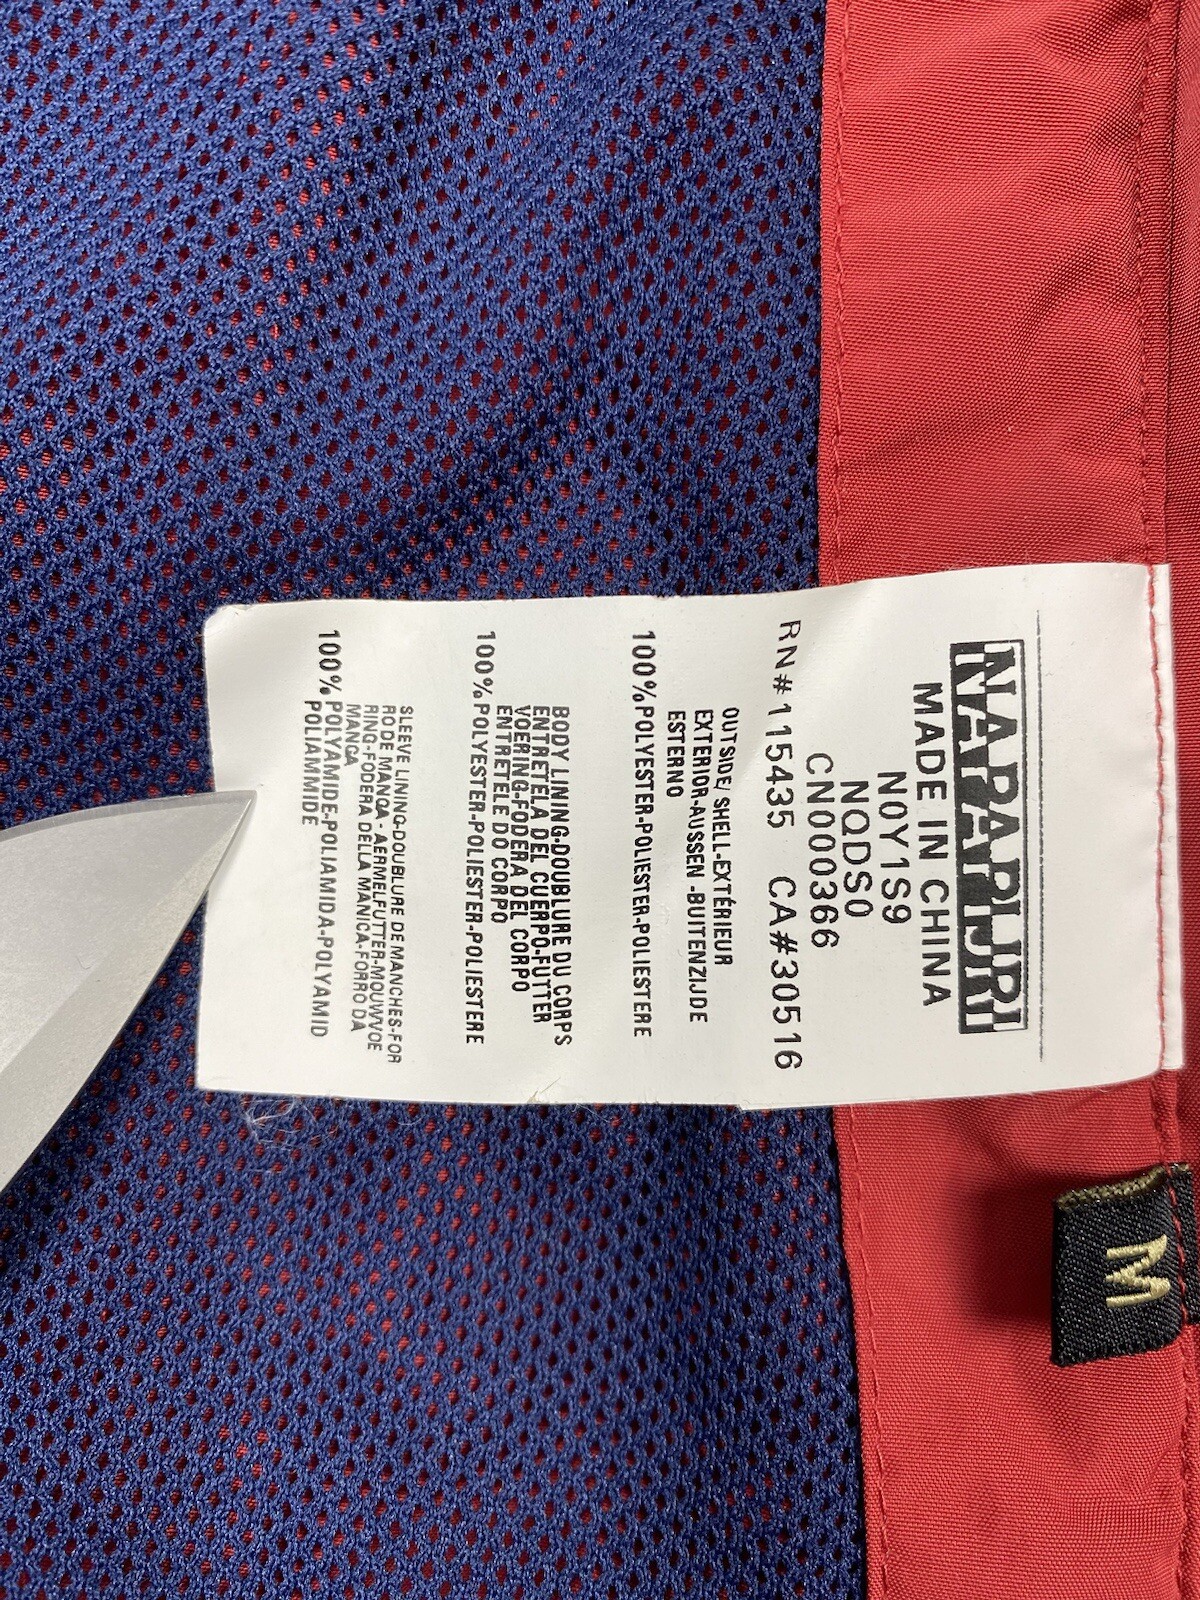 NAPAPIJRI
MADE IN CHINA
N0Y1S9
NQDS0
CN000366
RN#115435 CA#30516
OUTSIDE/ SHELL-EXTÉRIEUR
EXTERIOR-AUSSEN -BUITENZIJDE
ESTERNO
100%POLYESTER-POLIESTER-POLIESTERE
BODY LINING-DOUBLURE DU CORPS
ENTRETELA DEL CUERPO-FUTTER
VOERING-FODERA DEL CORPO
ENTRETELE DO CORPO
100%POLYESTER-POLIESTER-POLIESTERE
SLEEVE LINING-DOUBLURE DE MANCHES-FOR
RODE MANQA - AERMELFUTTER-MOUWVOE
RING-FODERA DELLA MANICA-FORRO DA
MANGA
100%POLYAMIDE-POLIAMIDA-POLYAMID
POLIAMMIDE
M